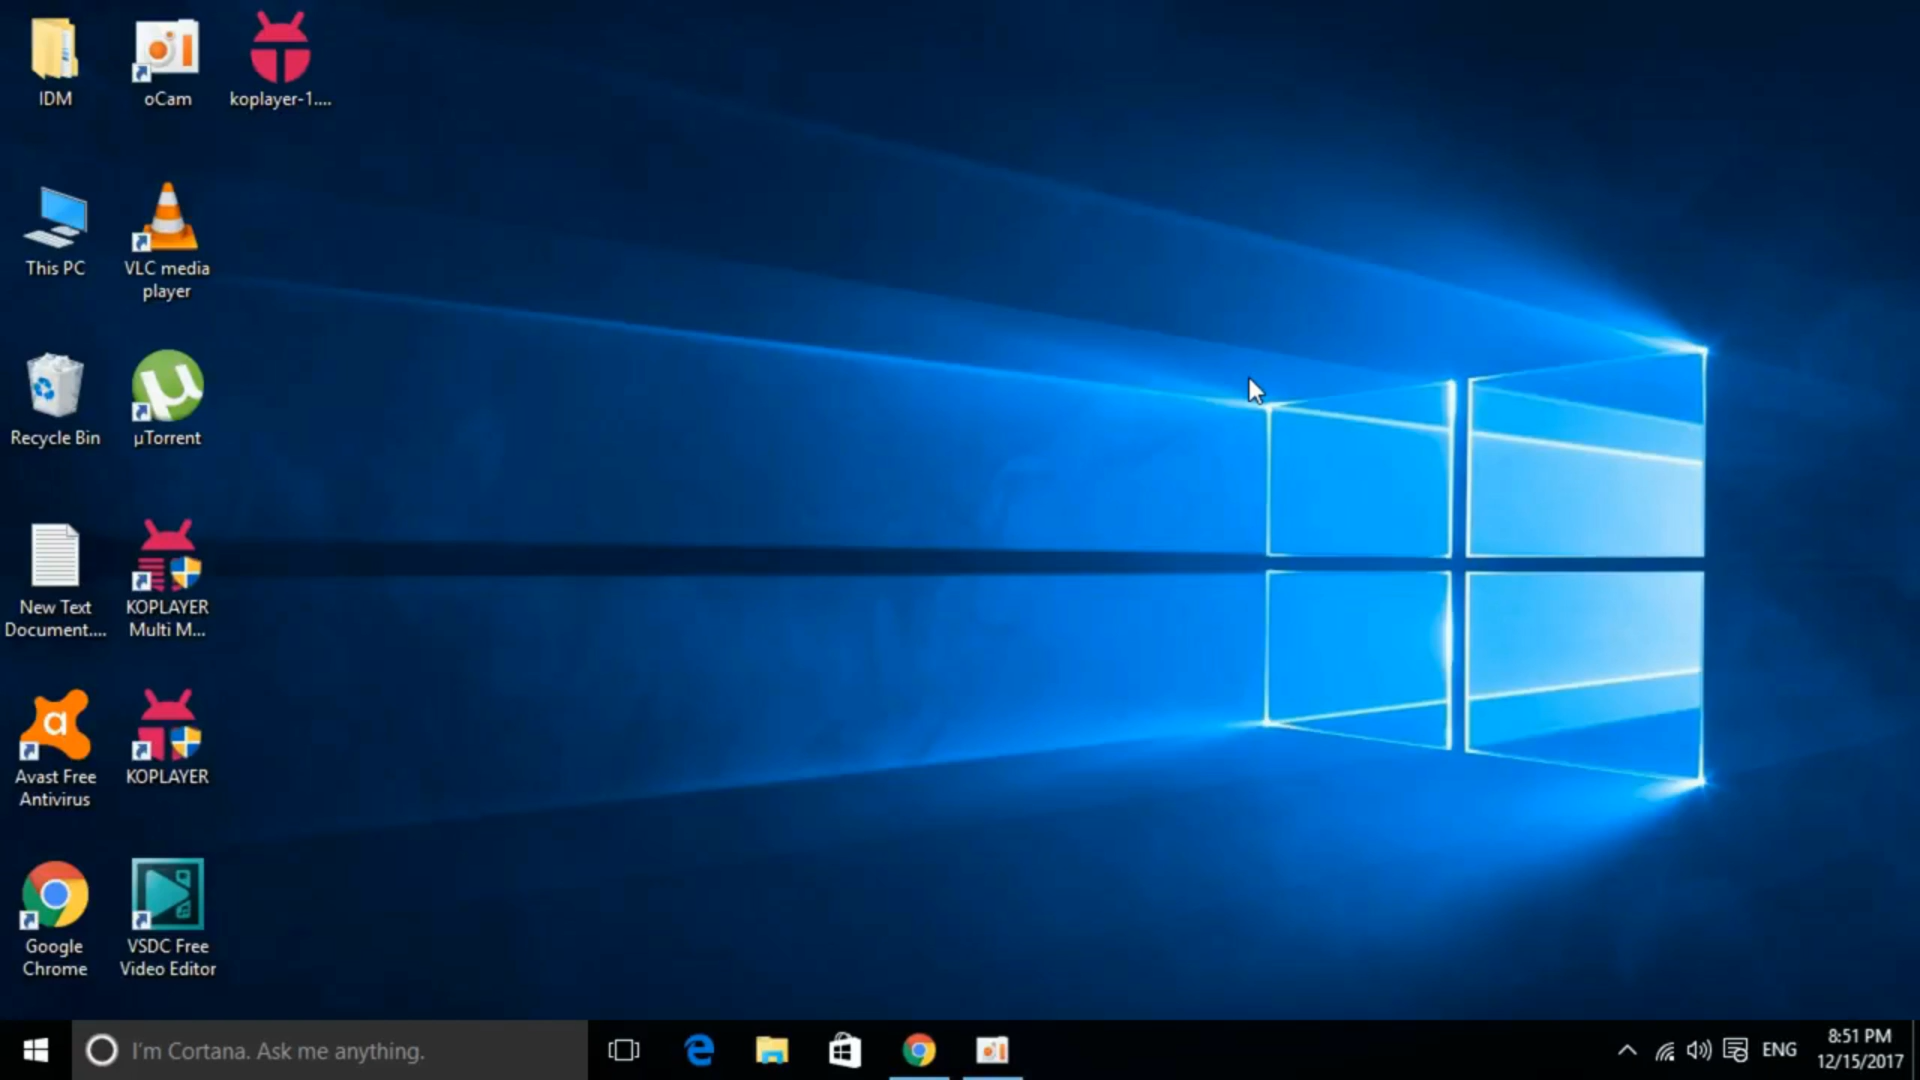 IDM
oCam
koplayer-1....
This PC
VLC media
player
Recycle Bin
µTorrent
New Text
Document....
KOPLAYER
Multi M...
Avast Free
Antivirus
KOPLAYER
Google
Chrome
VSDC Free
Video Editor
I'm Cortana. Ask me anything.
ENG
8:51 PM
12/15/2017